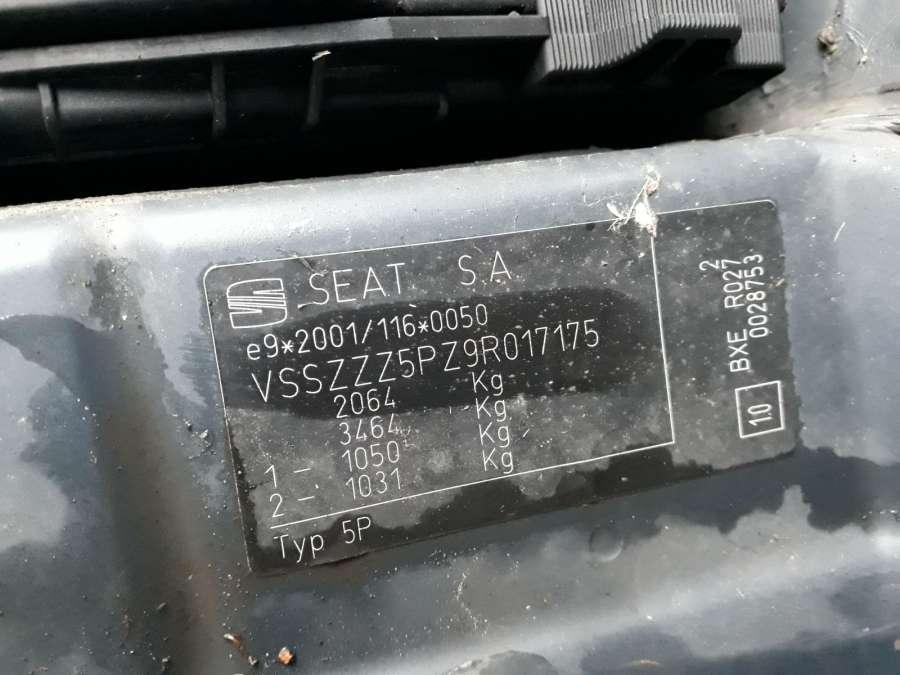 SEAT S.A
e9*2001/116*0050
VSSZZZ5PZ9R017175
2064 Kg
3464 Kg
1 - 1050 Kg
2 - 1031 Kg
Typ 5P
2
BXE R027
0028753
10